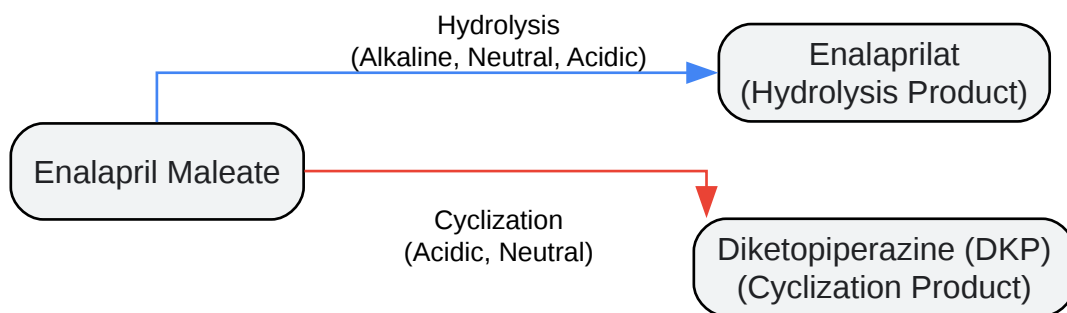 Hydrolysis
(Alkaline, Neutral, Acidic)
Enalaprilat
(Hydrolysis Product)
Enalapril Maleate
Cyclization
(Acidic, Neutral)
Diketopiperazine (DKP)
(Cyclization Product)